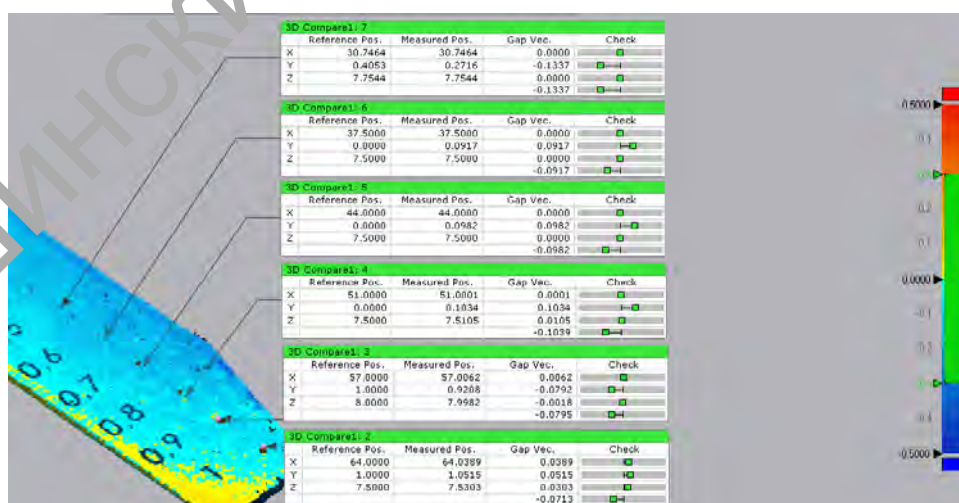 3D Compare1: 7
Reference Pos. Measured Pos. Gap Vec. Check
X 30.7464 30.7464 0.0000
Y 0.4053 0.2716 -0.1337
Z 7.7544 7.7544 0.0000
-0.1337
3D Compare1: 6
Reference Pos. Measured Pos. Gap Vec. Check
X 37.5000 37.5000 0.0000
Y 0.0000 0.0917 0.0917
Z 7.5000 7.5000 0.0000
-0.0917
3D Compare1: 5
Reference Pos. Measured Pos. Gap Vec. Check
X 44.0000 44.0000 0.0000
Y 0.0000 0.0982 0.0982
Z 7.5000 7.5000 0.0000
-0.0982
3D Compare1: 4
Reference Pos. Measured Pos. Gap Vec. Check
X 51.0000 51.0001 0.0001
Y 0.0000 0.1034 0.1034
Z 7.5000 7.5105 0.0105
-0.1039
3D Compare1: 3
Reference Pos. Measured Pos. Gap Vec. Check
X 57.0000 57.0062 0.0062
Y 1.0000 0.9208 -0.0792
Z 8.0000 7.9982 -0.0018
-0.0795
3D Compare1: 2
Reference Pos. Measured Pos. Gap Vec. Check
X 64.0000 64.0389 0.0389
Y 1.0000 1.0515 0.0515
Z 7.5000 7.5303 0.0303
-0.0713
0.6
0.7
0.8
0.9
1
0.5000
0.2
0.1
0.0000
-0.5000